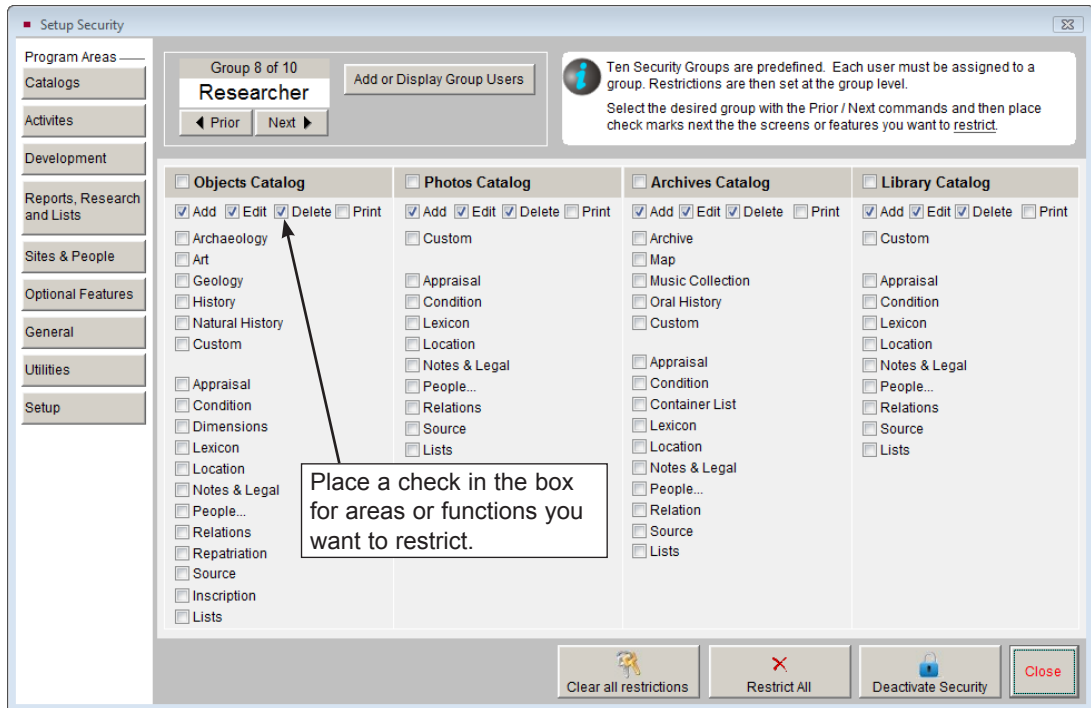 Setup Security
Program Areas
Catalogs
Activites
Development
Reports, Research
and Lists
Sites & People
Optional Features
General
Utilities
Setup
Group 8 of 10
Researcher
Prior Next
Add or Display Group Users
Ten Security Groups are predefined. Each user must be assigned to a
group. Restrictions are then set at the group level.
Select the desired group with the Prior / Next commands and then place
check marks next the the screens or features you want to restrict.
Objects Catalog
Add Edit Delete Print
Archaeology
Art
Geology
History
Natural History
Custom
Appraisal
Condition
Dimensions
Lexicon
Location
Notes & Legal
People...
Relations
Repatriation
Source
Inscription
Lists
Photos Catalog
Add Edit Delete Print
Custom
Appraisal
Condition
Lexicon
Location
Notes & Legal
People...
Relations
Source
Lists
Archives Catalog
Add Edit Delete Print
Archive
Map
Music Collection
Oral History
Custom
Appraisal
Condition
Container List
Lexicon
Location
Notes & Legal
People...
Relation
Source
Lists
Library Catalog
Add Edit Delete Print
Custom
Appraisal
Condition
Lexicon
Location
Notes & Legal
People...
Relations
Source
Lists
Place a check in the box
for areas or functions you
want to restrict.
Clear all restrictions
Restrict All
Deactivate Security
Close